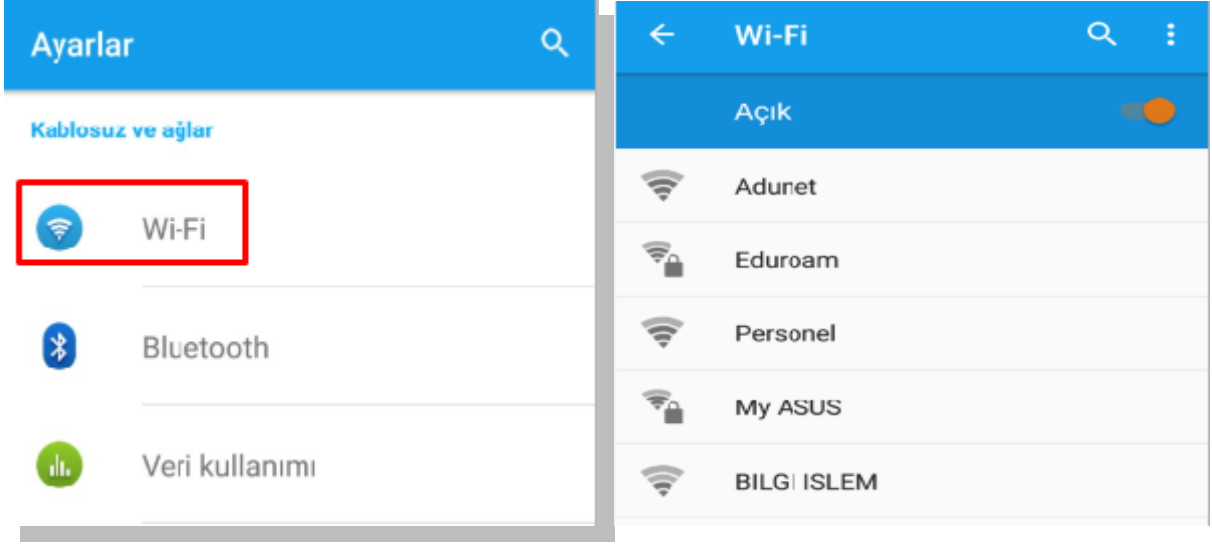 Ayarlar
Kablosuz ve ağlar
Wi-Fi
Bluetooth
Veri kullanımı
Wi-Fi
Açık
Adunet
Eduroam
Personel
My ASUS
BILGI ISLEM